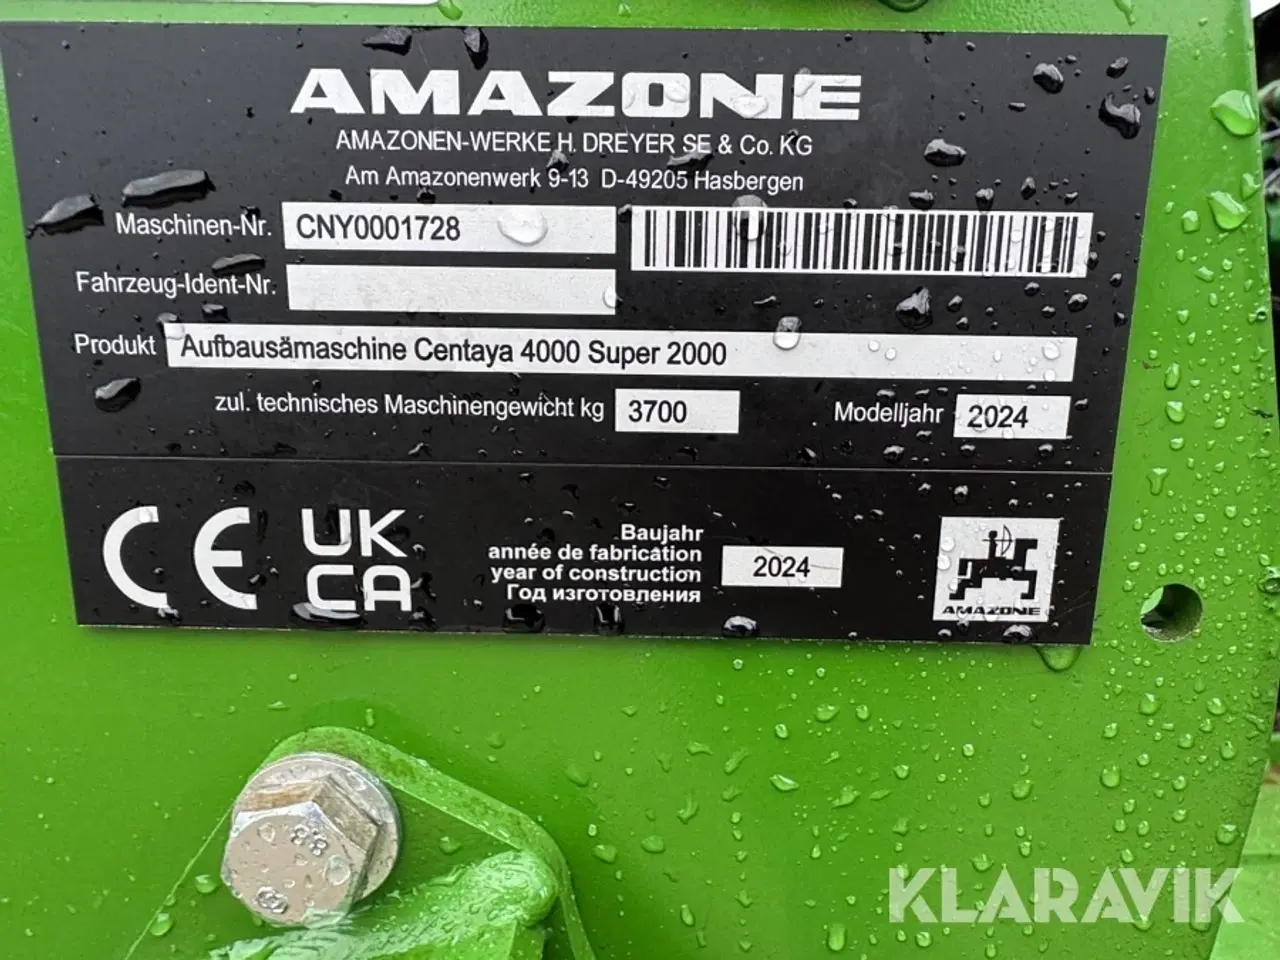 AMAZONE
AMAZONEN-WERKE H. DREYER SE & Co. KG
Am Amazonenwerk 9-13 D-49205 Hasbergen
Maschinen-Nr. CNY0001728
Fahrzeug-Ident-Nr.
Produkt Aufbausämaschine Centaya 4000 Super 2000
zul. technisches Maschinengewicht kg 3700 Modelljahr 2024
CE UK CA
Baujahr
année de fabrication
year of construction 2024
Год изготовления
AMAZONE
8.8
KLARAVIK